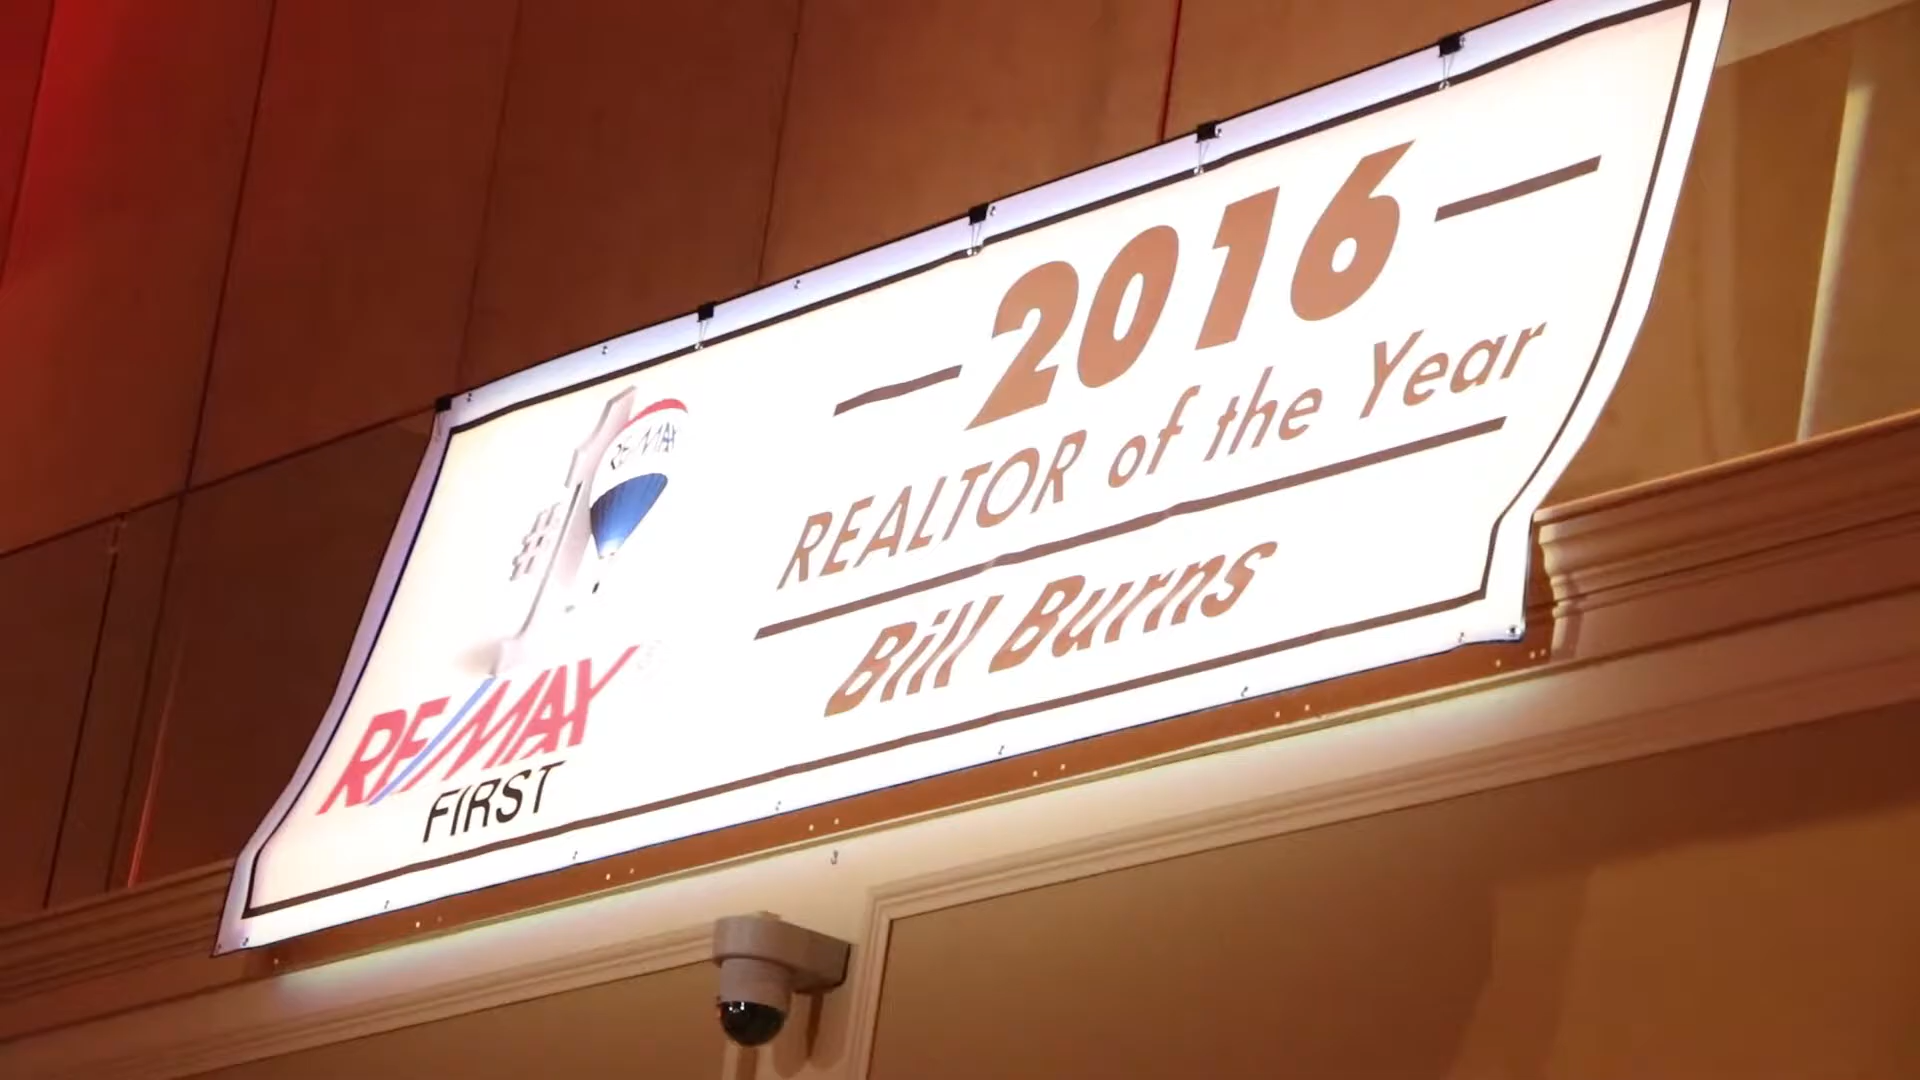 2016
REALTOR of the Year
Bill Burns
#1
RE/MAX
RE/MAX
FIRST